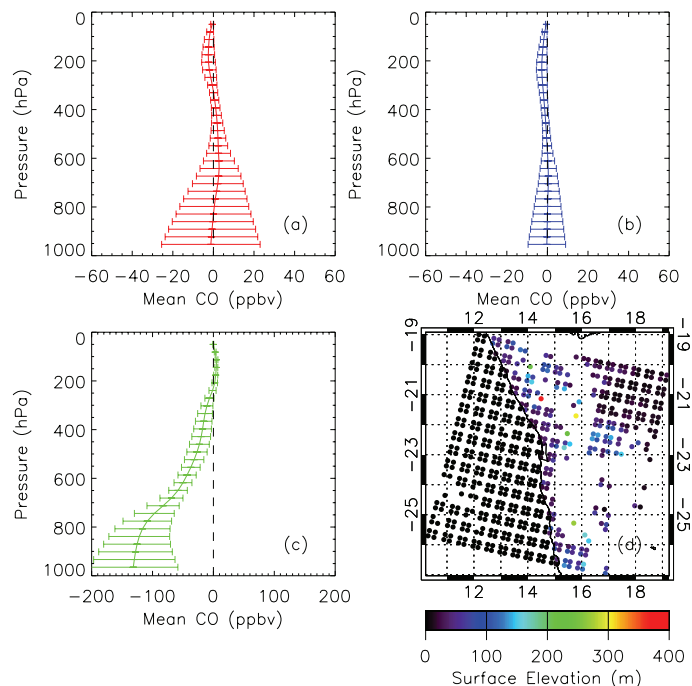 0
200
400
600
800
1000
Pressure (hPa)
(a)
−60 −40 −20 0 20 40 60
Mean CO (ppbv)
0
200
400
600
800
1000
Pressure (hPa)
(b)
−60 −40 −20 0 20 40 60
Mean CO (ppbv)
0
200
400
600
800
1000
Pressure (hPa)
(c)
−200 −100 0 100 200
Mean CO (ppbv)
12 14 16 18
−19 −19
−21 −21
−23 −23
−25 −25
(d)
12 14 16 18
0 100 200 300 400
Surface Elevation (m)